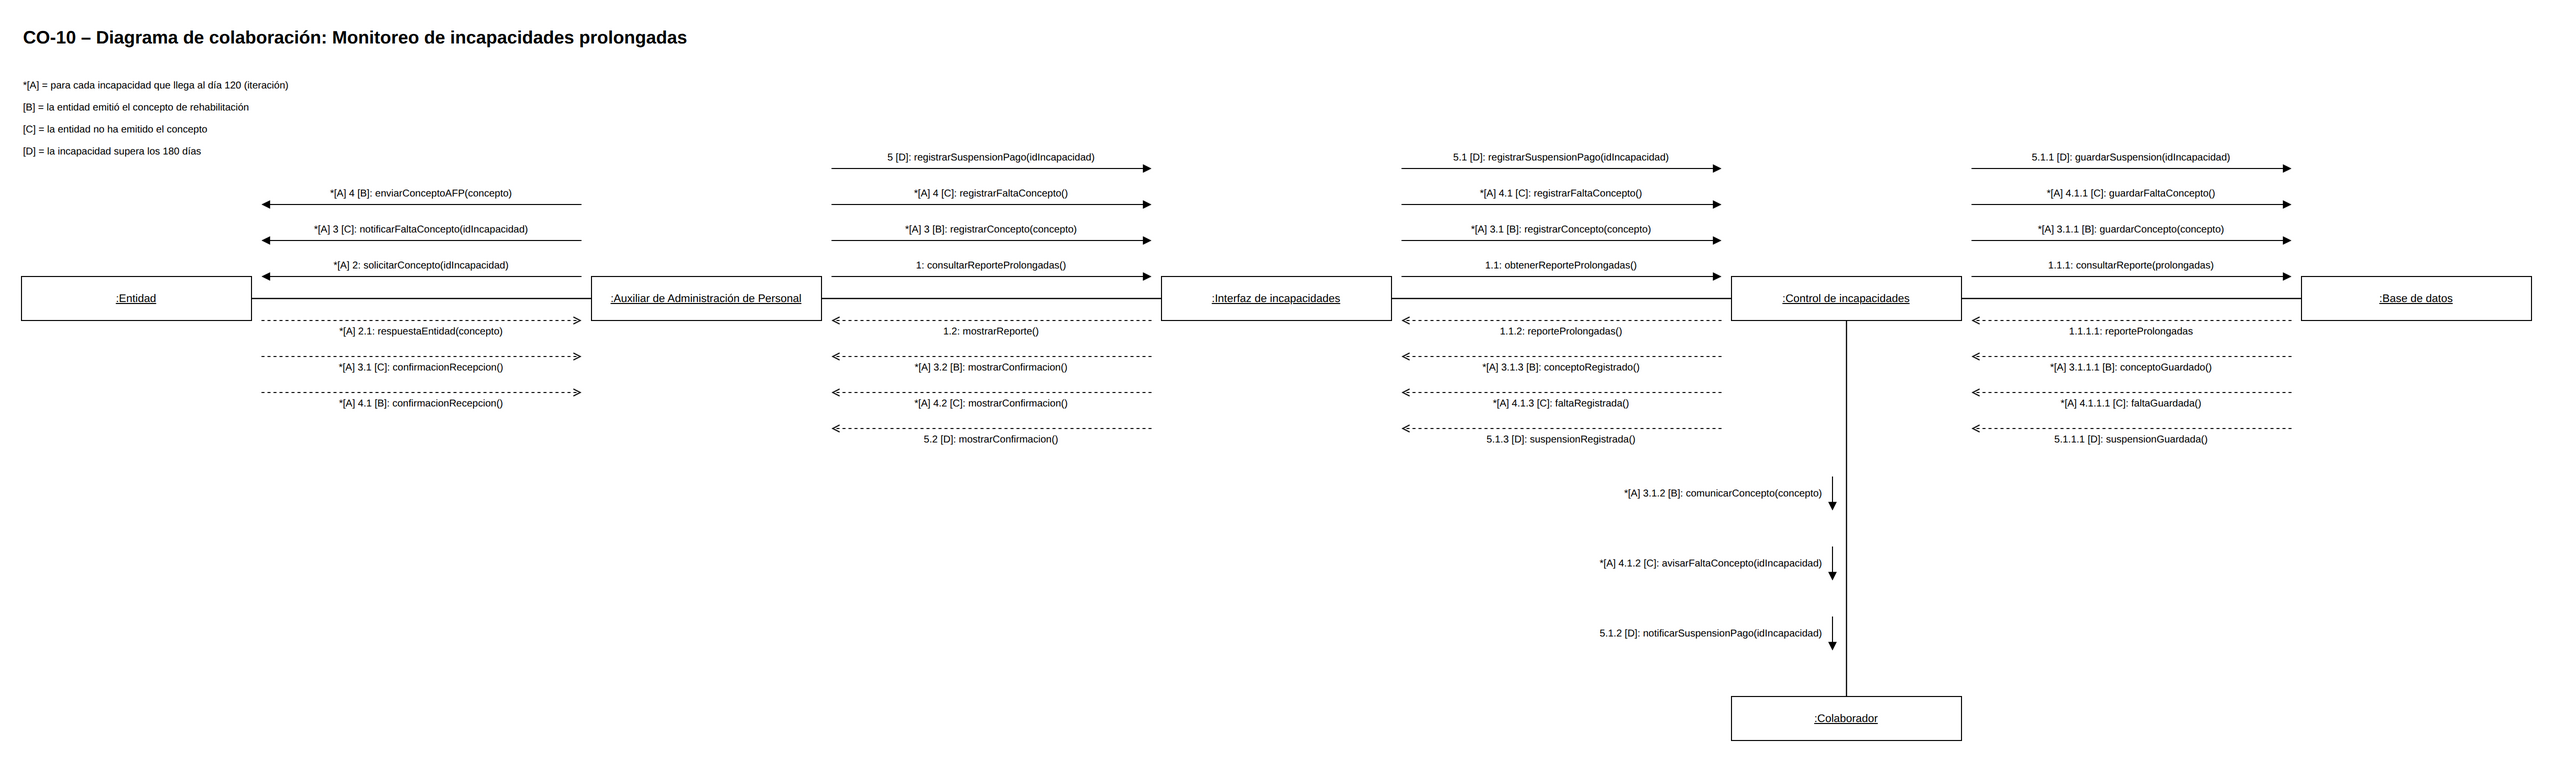 CO-10 – Diagrama de colaboración: Monitoreo de incapacidades prolongadas
*[A] = para cada incapacidad que llega al día 120 (iteración)
[B] = la entidad emitió el concepto de rehabilitación
[C] = la entidad no ha emitido el concepto
[D] = la incapacidad supera los 180 días
5 [D]: registrarSuspensionPago(idIncapacidad)
5.1 [D]: registrarSuspensionPago(idIncapacidad)
5.1.1 [D]: guardarSuspension(idIncapacidad)
*[A] 4 [B]: enviarConceptoAFP(concepto)
*[A] 4 [C]: registrarFaltaConcepto()
*[A] 4.1 [C]: registrarFaltaConcepto()
*[A] 4.1.1 [C]: guardarFaltaConcepto()
*[A] 3 [C]: notificarFaltaConcepto(idIncapacidad)
*[A] 3 [B]: registrarConcepto(concepto)
*[A] 3.1 [B]: registrarConcepto(concepto)
*[A] 3.1.1 [B]: guardarConcepto(concepto)
*[A] 2: solicitarConcepto(idIncapacidad)
1: consultarReporteProlongadas()
1.1: obtenerReporteProlongadas()
1.1.1: consultarReporte(prolongadas)
:Entidad
:Auxiliar de Administración de Personal
:Interfaz de incapacidades
:Control de incapacidades
:Base de datos
*[A] 2.1: respuestaEntidad(concepto)
1.2: mostrarReporte()
1.1.2: reporteProlongadas()
1.1.1.1: reporteProlongadas
*[A] 3.1 [C]: confirmacionRecepcion()
*[A] 3.2 [B]: mostrarConfirmacion()
*[A] 3.1.3 [B]: conceptoRegistrado()
*[A] 3.1.1.1 [B]: conceptoGuardado()
*[A] 4.1 [B]: confirmacionRecepcion()
*[A] 4.2 [C]: mostrarConfirmacion()
*[A] 4.1.3 [C]: faltaRegistrada()
*[A] 4.1.1.1 [C]: faltaGuardada()
5.2 [D]: mostrarConfirmacion()
5.1.3 [D]: suspensionRegistrada()
5.1.1.1 [D]: suspensionGuardada()
*[A] 3.1.2 [B]: comunicarConcepto(concepto)
*[A] 4.1.2 [C]: avisarFaltaConcepto(idIncapacidad)
5.1.2 [D]: notificarSuspensionPago(idIncapacidad)
:Colaborador